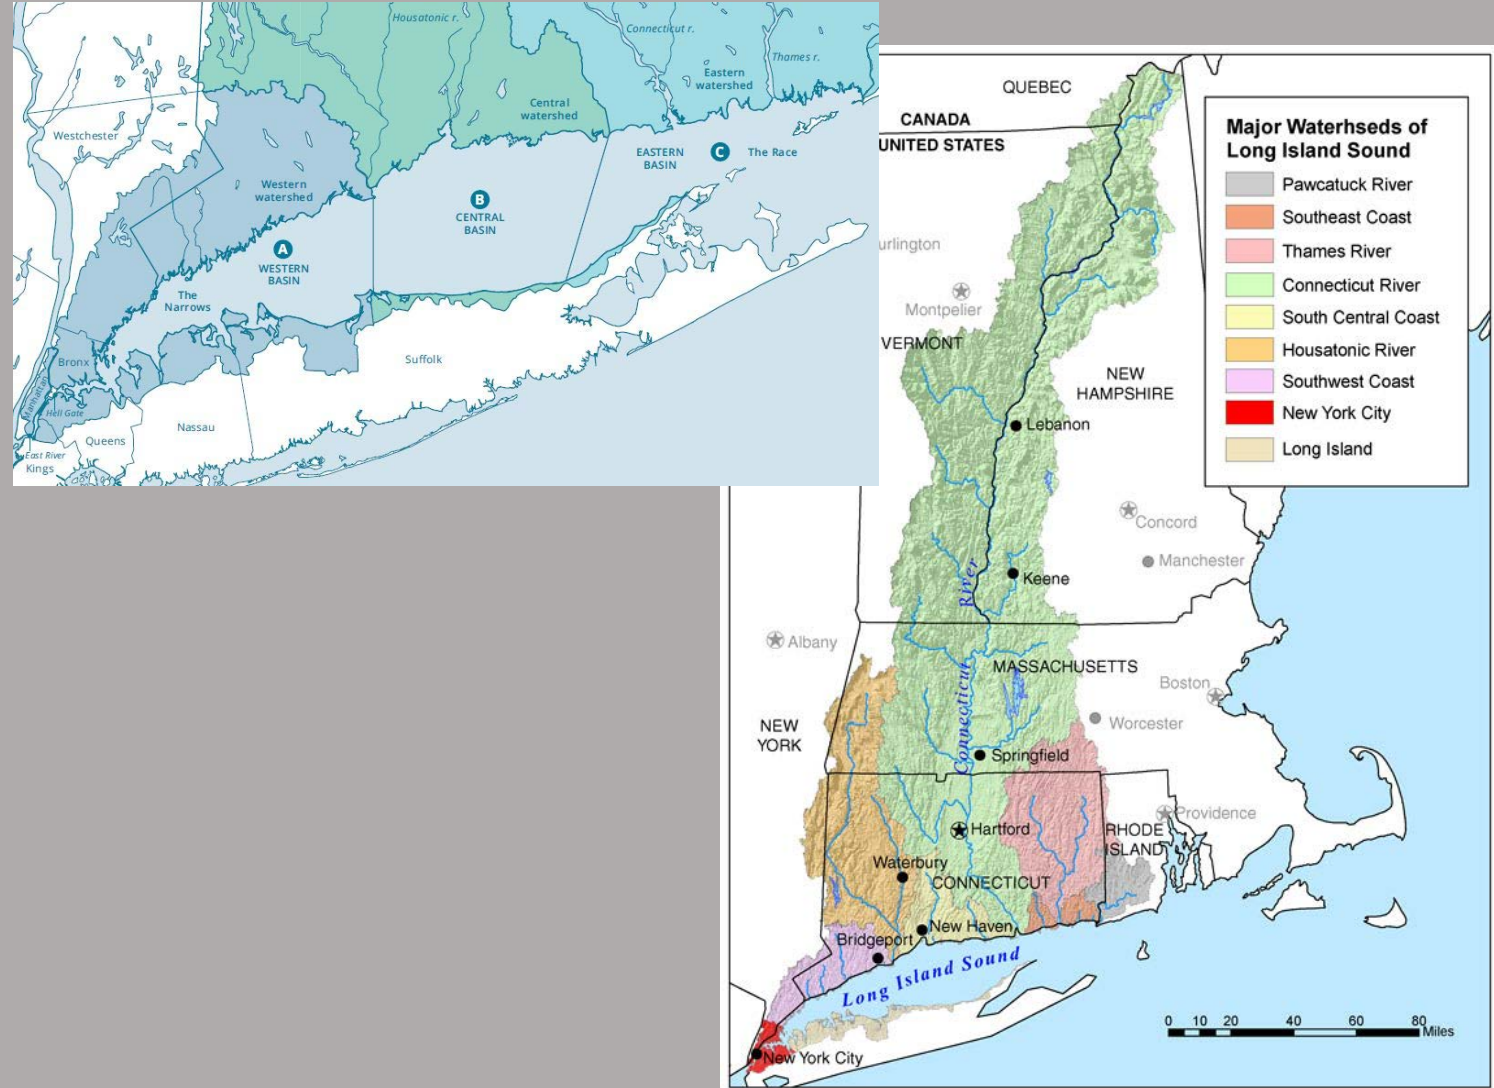 Housatonic r.
Connecticut r.
Thames r.
Eastern
watershed
Central
watershed
Westchester
EASTERN
BASIN
C
The Race
Western
watershed
B
CENTRAL
BASIN
A
WESTERN
BASIN
The
Narrows
Bronx
Suffolk
Manhattan
Hell Gate
Nassau
Queens
East River
Kings
QUEBEC
CANADA
UNITED STATES
Major Waterhseds of
Long Island Sound
Pawcatuck River
Southeast Coast
Thames River
Connecticut River
South Central Coast
Housatonic River
Southwest Coast
New York City
Long Island
urlington
Montpelier
VERMONT
NEW
HAMPSHIRE
Lebanon
Concord
Manchester
Keene
River
Albany
MASSACHUSETTS
Boston
Connecticut
Worcester
NEW
YORK
Springfield
Providence
Hartford
RHODE
ISLAND
Waterbury
CONNECTICUT
New Haven
Bridgeport
Long Island Sound
0 10 20 40 60 80
Miles
New York City